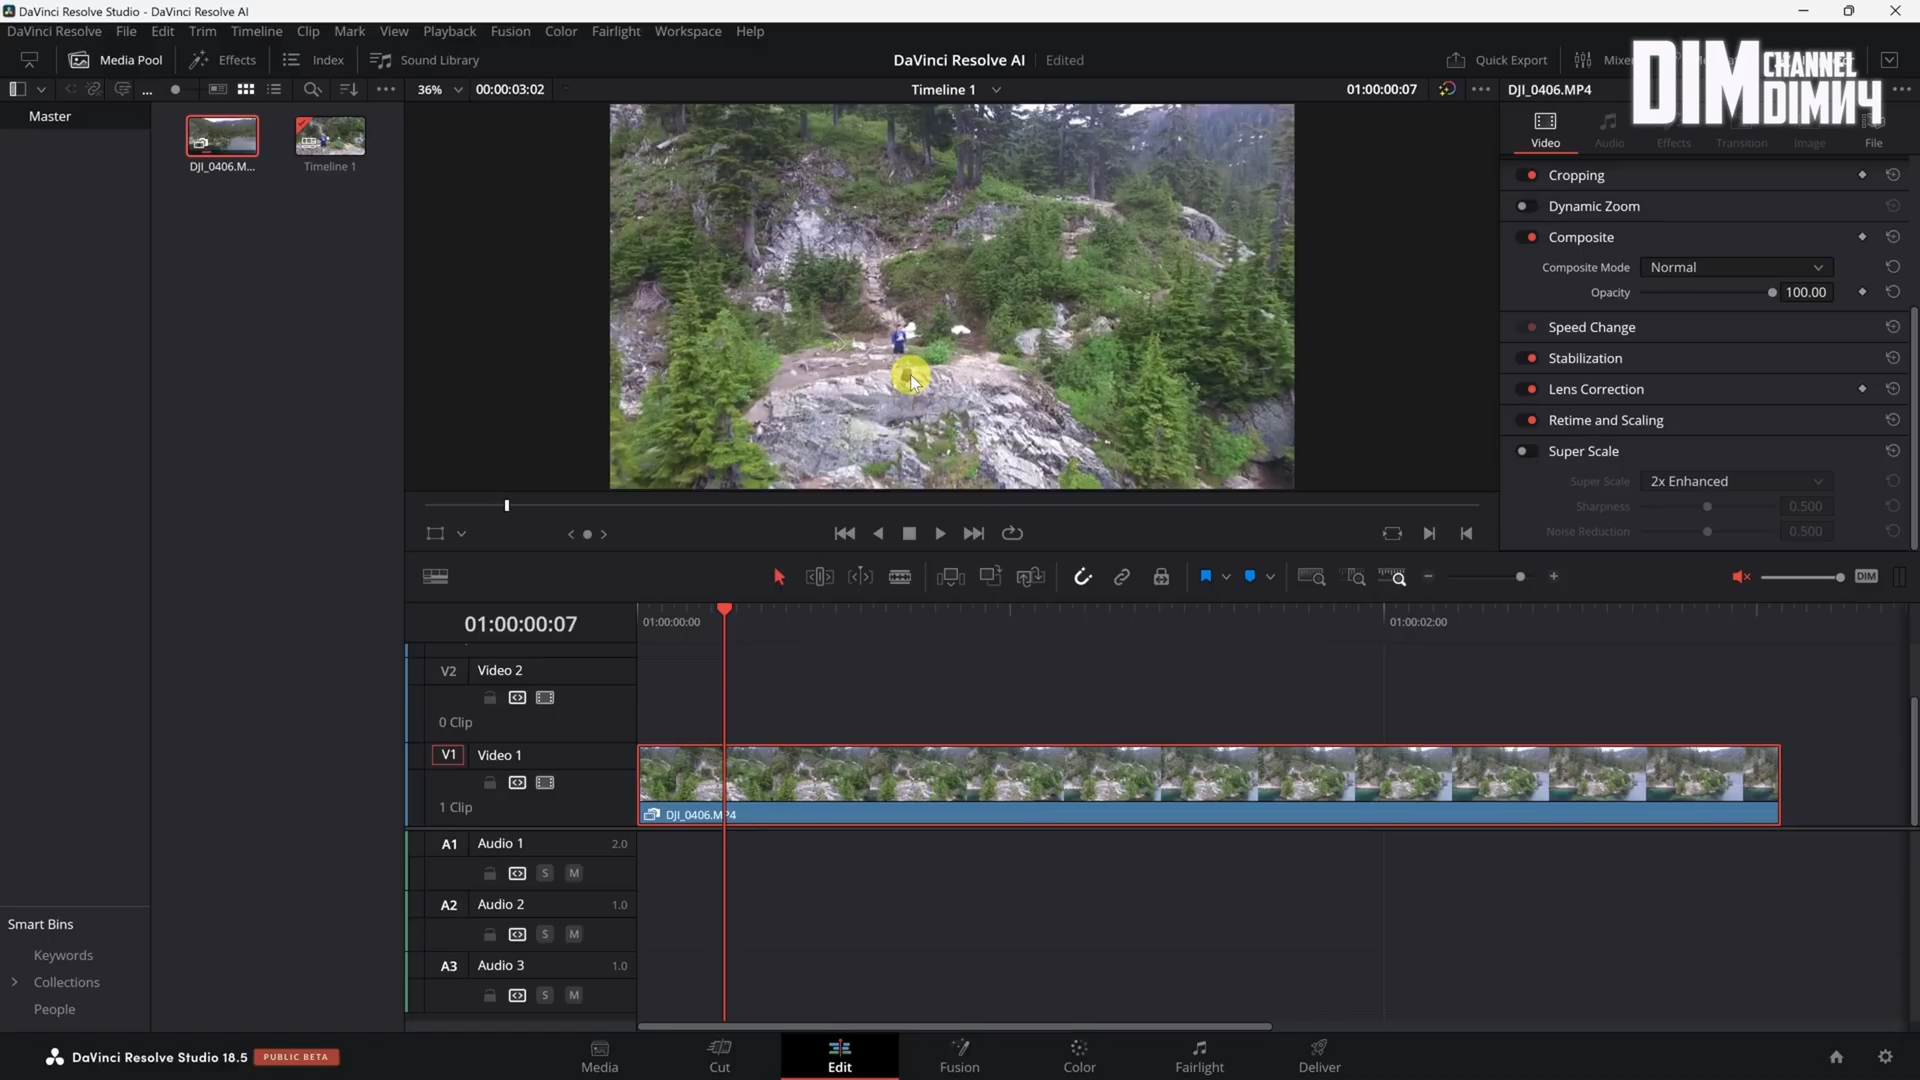 DaVinci Resolve Studio - DaVinci Resolve AI
DaVinci Resolve File Edit Trim Timeline Clip Mark View Playback Fusion Color Fairlight Workspace Help
Media Pool Effects Index Sound Library DaVinci Resolve AI Edited Quick Export
DIM CHANNEL DIMИЧ
... 36% 00:00:03:02 Timeline 1 01:00:00:07 DJI_0406.MP4
Master
DJI_0406.M... Timeline 1
Video Audio Effects Transition Image File
Cropping
Dynamic Zoom
Composite
Composite Mode Normal
Opacity 100.00
Speed Change
Stabilization
Lens Correction
Retime and Scaling
Super Scale
Super Scale 2x Enhanced
Sharpness 0.500
Noise Reduction 0.500
DIM
01:00:00:07 01:00:00:00 01:00:02:00
V2 Video 2
0 Clip
V1 Video 1
1 Clip
DJI_0406.MP4
A1 Audio 1 2.0
S M
A2 Audio 2 1.0
S M
A3 Audio 3 1.0
S M
Smart Bins
Keywords
Collections
People
DaVinci Resolve Studio 18.5 PUBLIC BETA
Media Cut Edit Fusion Color Fairlight Deliver